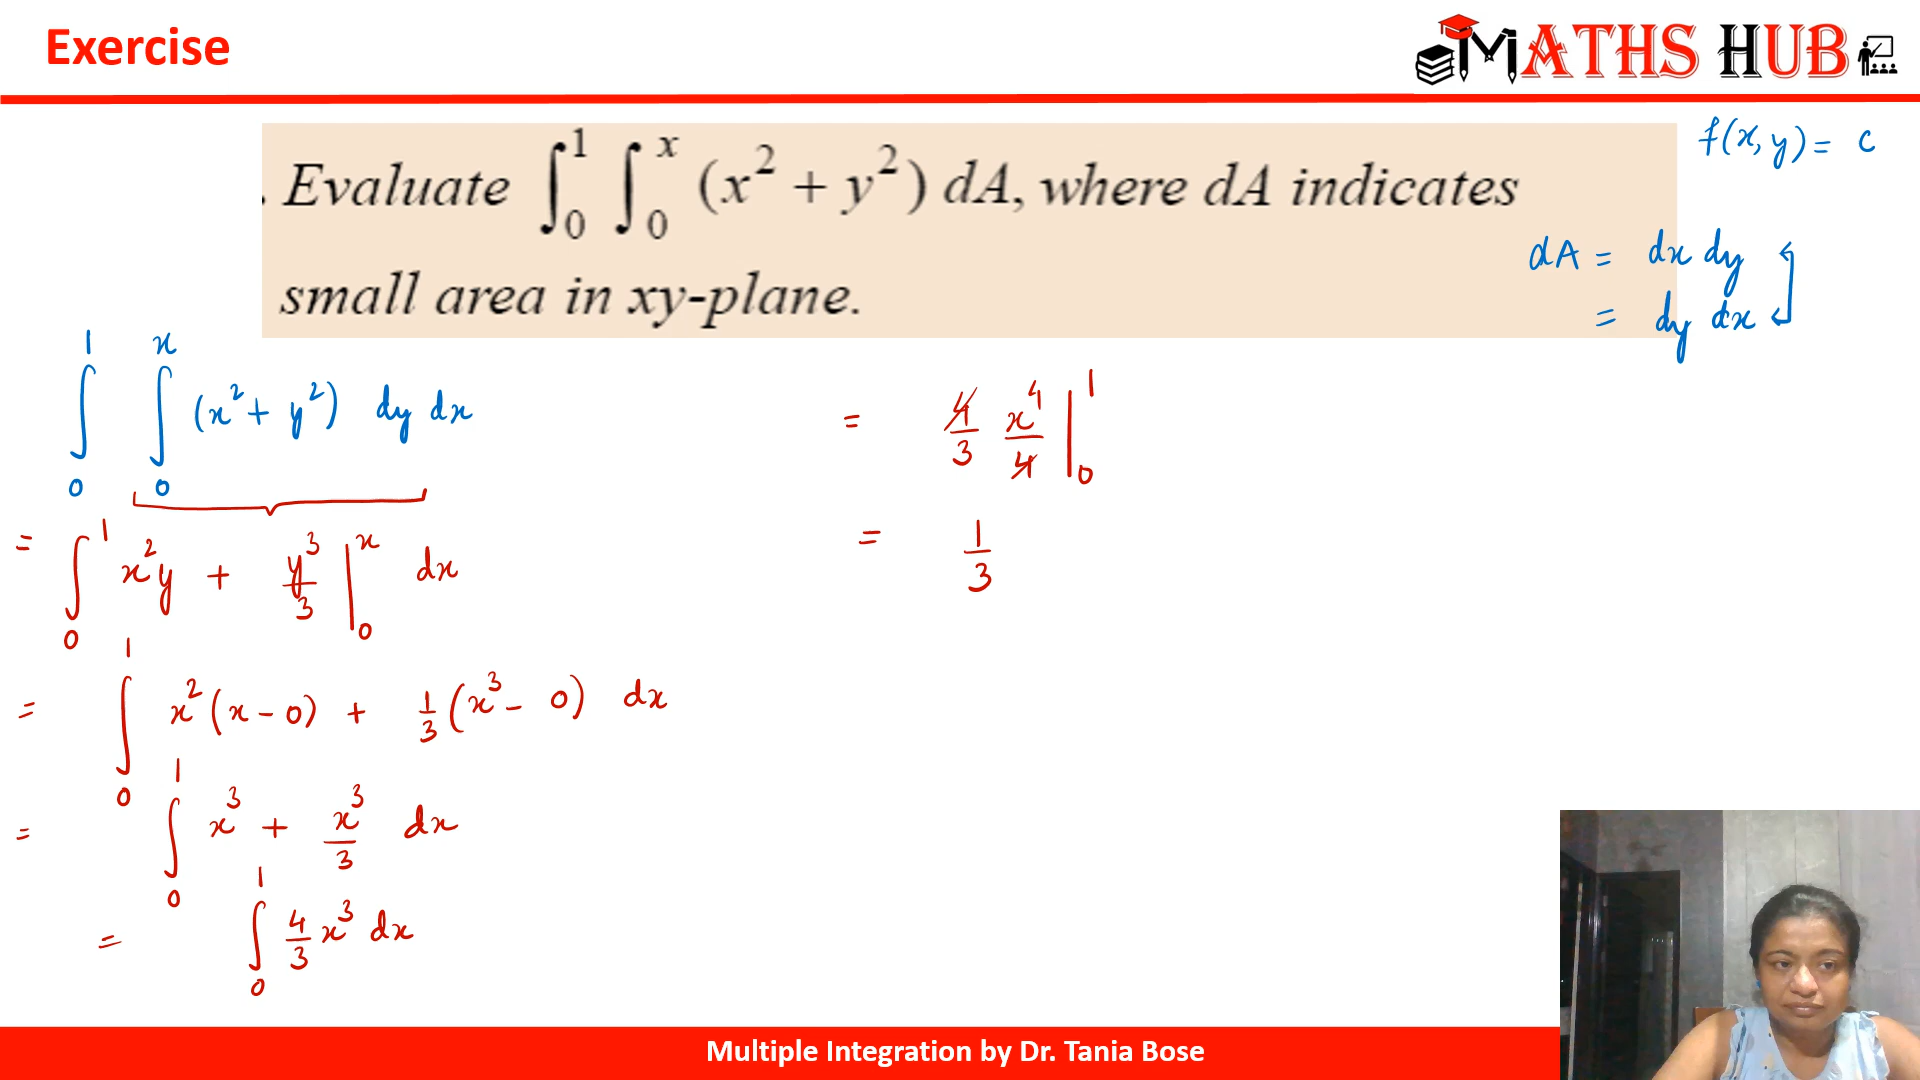 Exercise
MATHS HUB
. Evaluate ∫₀¹ ∫₀ˣ (x² + y²) dA, where dA indicates
small area in xy-plane.
f(x, y) = c
dA = dx dy
= dy dx
∫₀¹ ∫₀ˣ (x² + y²) dy dx
= ∫₀¹ x²y + y³/3 |₀ˣ dx
= ∫₀¹ x²(x - 0) + 1/3 (x³ - 0) dx
= ∫₀¹ x³ + x³/3 dx
= ∫₀¹ 4/3 x³ dx
= 4/3 x⁴/4 |₀¹
= 1/3
Multiple Integration by Dr. Tania Bose